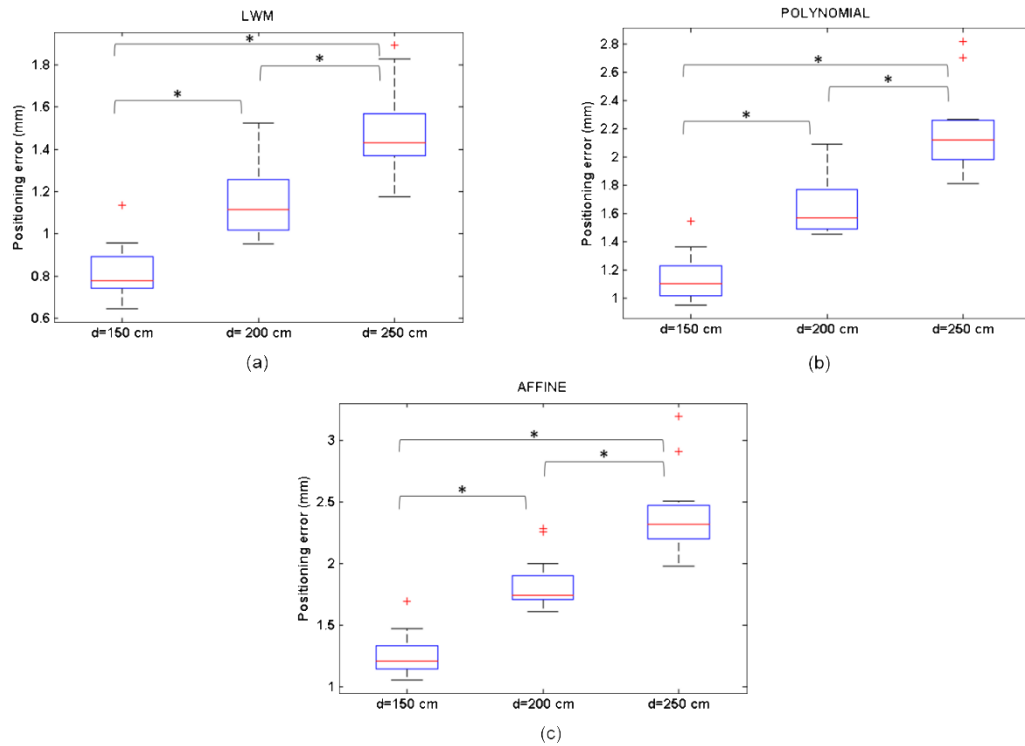 LWM
Positioning error (mm)
1.8
1.6
1.4
1.2
1
0.8
0.6
*
*
*
d=150 cm
d= 200 cm
d= 250 cm
(a)
POLYNOMIAL
Positioning error (mm)
2.8
2.6
2.4
2.2
2
1.8
1.6
1.4
1.2
1
*
*
*
d=150 cm
d=200 cm
d=250 cm
(b)
AFFINE
Positioning error (mm)
3
2.5
2
1.5
1
*
*
*
d=150 cm
d=200 cm
d=250 cm
(c)